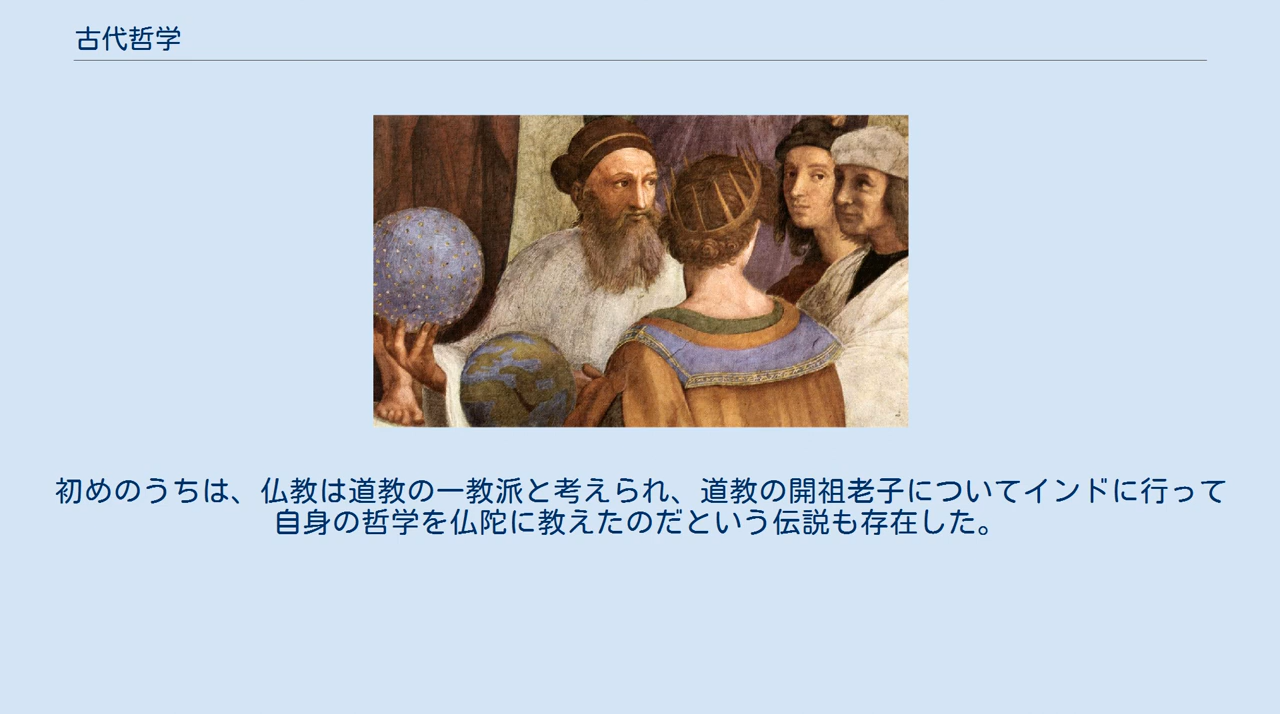 古代哲学
初めのうちは、仏教は道教の一教派と考えられ、道教の開祖老子についてインドに行って
自身の哲学を仏陀に教えたのだという伝説も存在した。